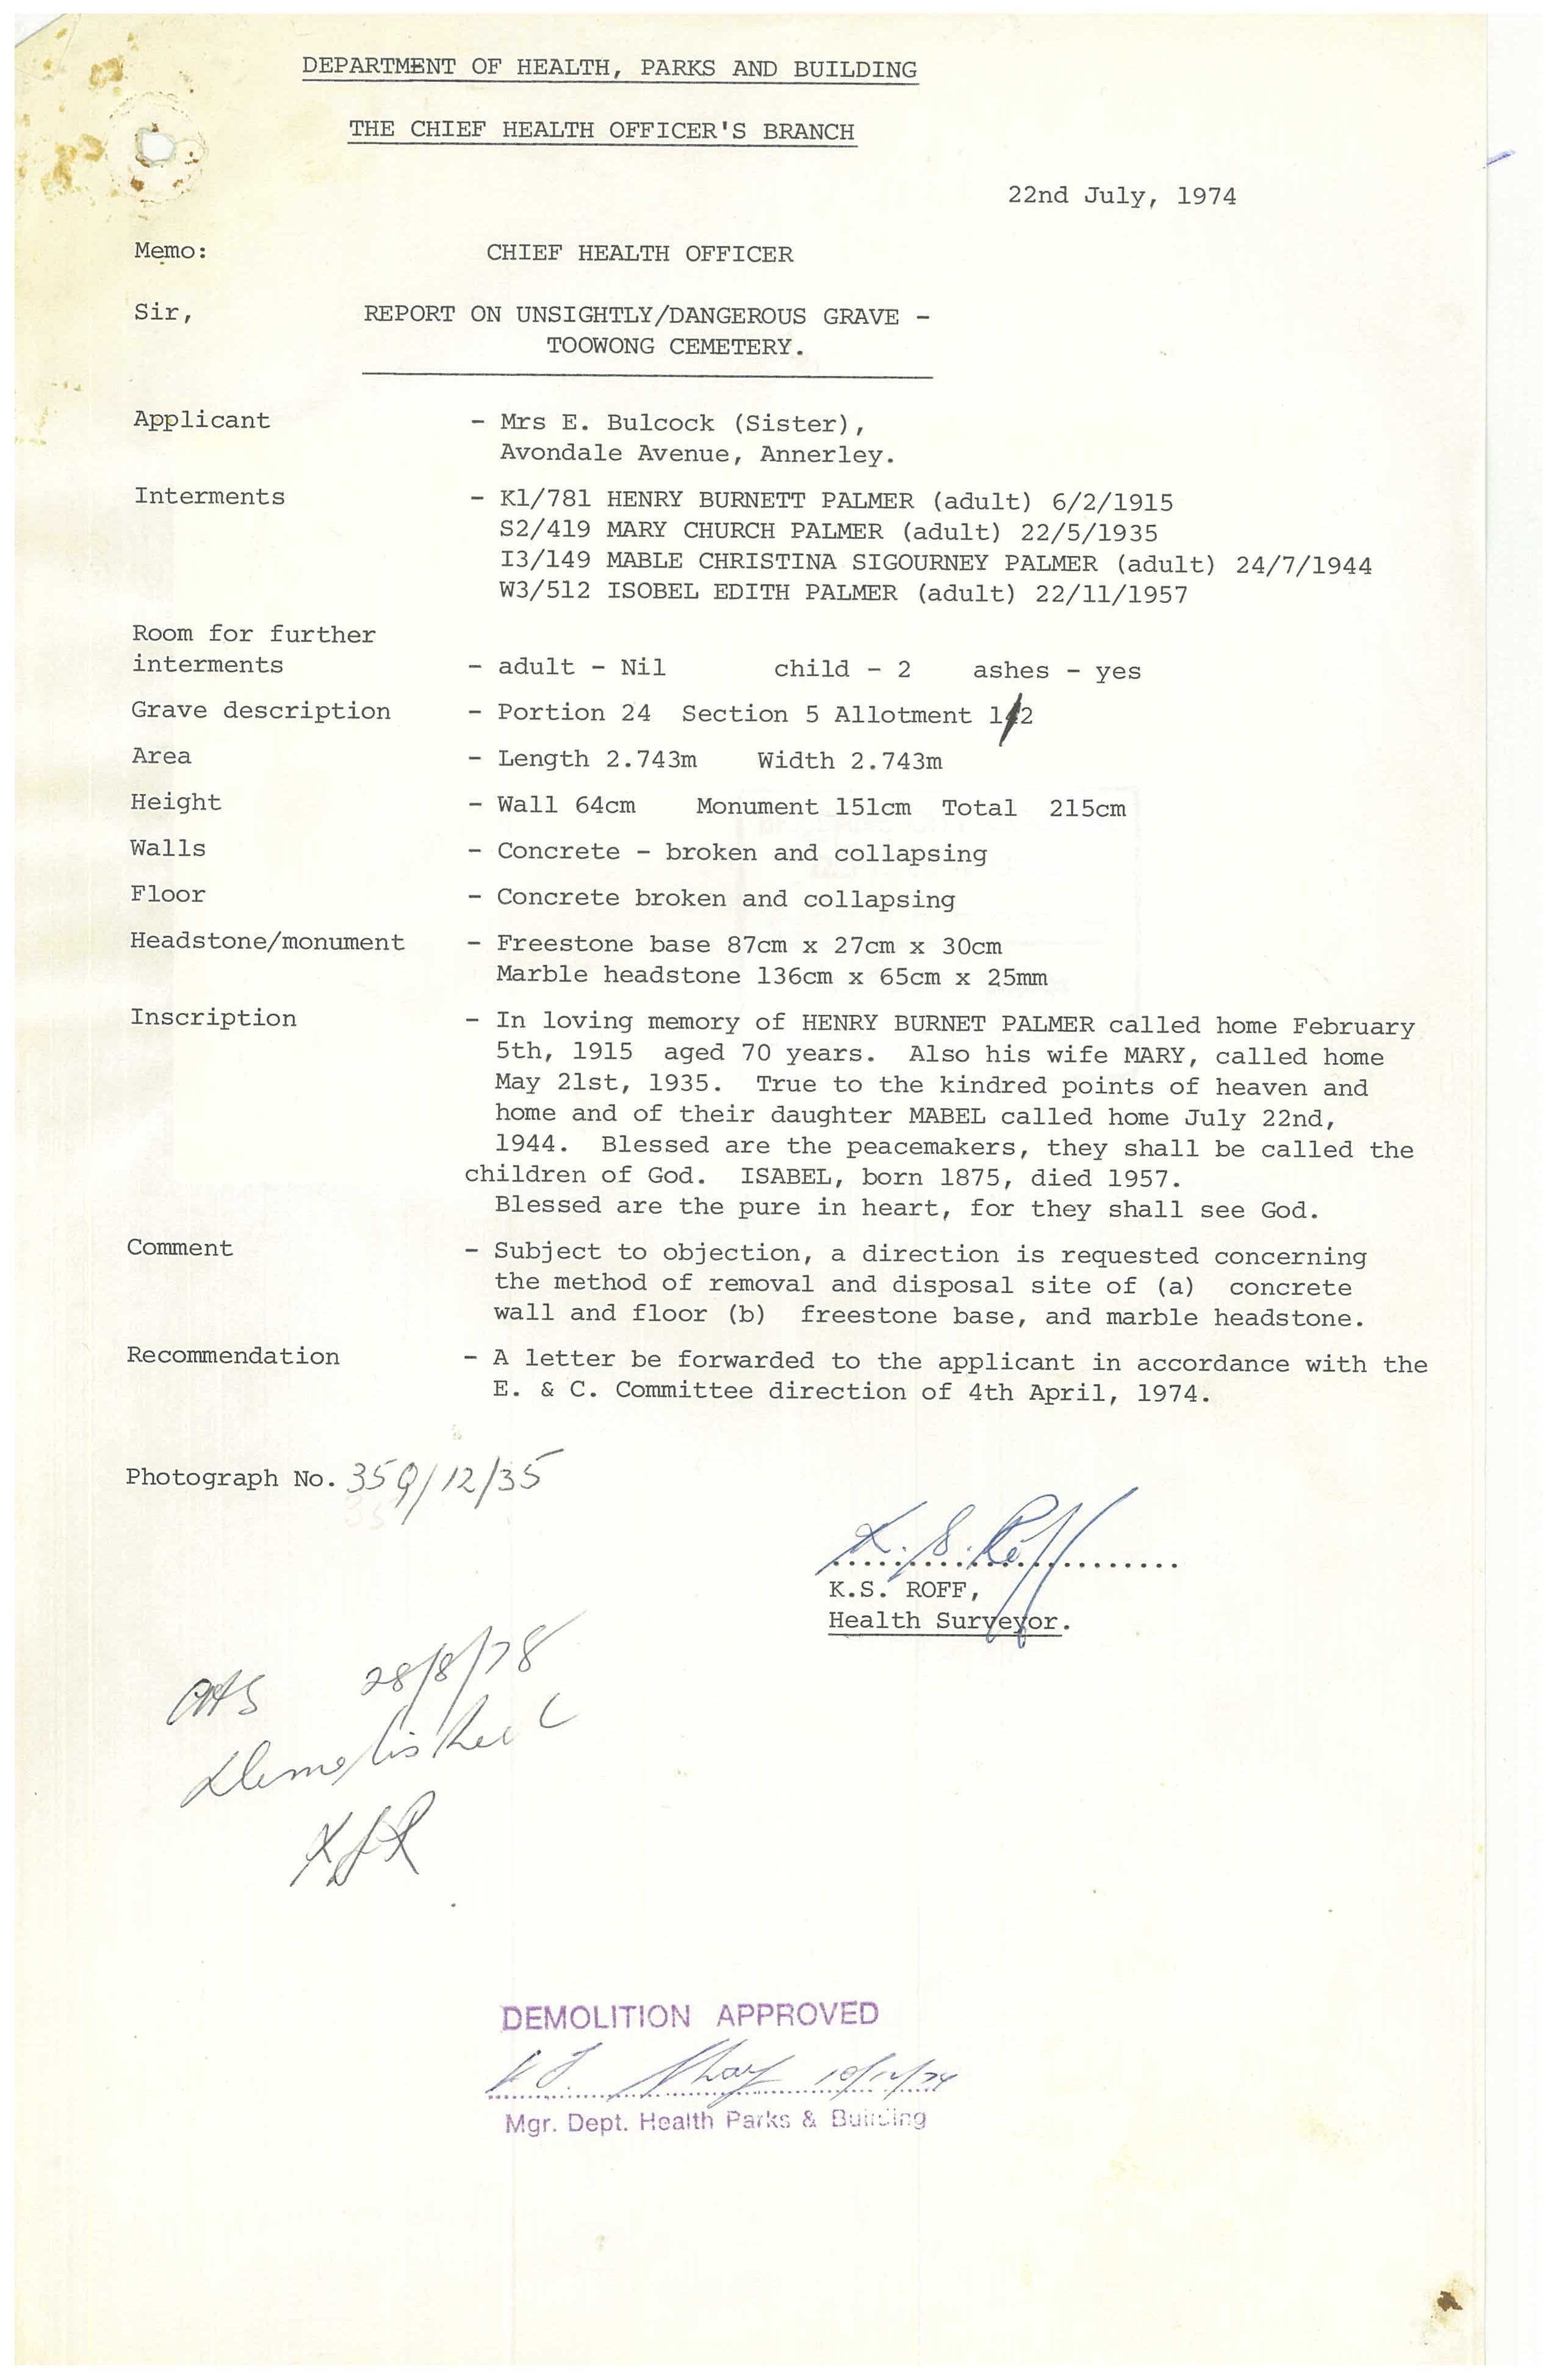 DEPARTMENT OF HEALTH, PARKS AND BUILDING
THE CHIEF HEALTH OFFICER'S BRANCH
22nd July, 1974
Memo: CHIEF HEALTH OFFICER
Sir, REPORT ON UNSIGHTLY/DANGEROUS GRAVE -
TOOWONG CEMETERY.
Applicant - Mrs E. Bulcock (Sister),
Avondale Avenue, Annerley.
Interments - K1/781 HENRY BURNETT PALMER (adult) 6/2/1915
S2/419 MARY CHURCH PALMER (adult) 22/5/1935
I3/149 MABLE CHRISTINA SIGOURNEY PALMER (adult) 24/7/1944
W3/512 ISOBEL EDITH PALMER (adult) 22/11/1957
Room for further
interments - adult - Nil child - 2 ashes - yes
Grave description - Portion 24 Section 5 Allotment 1/2
Area - Length 2.743m Width 2.743m
Height - Wall 64cm Monument 151cm Total 215cm
Walls - Concrete - broken and collapsing
Floor - Concrete broken and collapsing
Headstone/monument - Freestone base 87cm x 27cm x 30cm
Marble headstone 136cm x 65cm x 25mm
Inscription - In loving memory of HENRY BURNET PALMER called home February
5th, 1915 aged 70 years. Also his wife MARY, called home
May 21st, 1935. True to the kindred points of heaven and
home and of their daughter MABEL called home July 22nd,
1944. Blessed are the peacemakers, they shall be called the
children of God. ISABEL, born 1875, died 1957.
Blessed are the pure in heart, for they shall see God.
Comment - Subject to objection, a direction is requested concerning
the method of removal and disposal site of (a) concrete
wall and floor (b) freestone base, and marble headstone.
Recommendation - A letter be forwarded to the applicant in accordance with the
E. & C. Committee direction of 4th April, 1974.
Photograph No. 35Q/12/35
K. S. Roff
K.S. ROFF,
Health Surveyor.
28/8/78
Demolished
KSR
DEMOLITION APPROVED
10/12/74
Mgr. Dept. Health Parks & Building